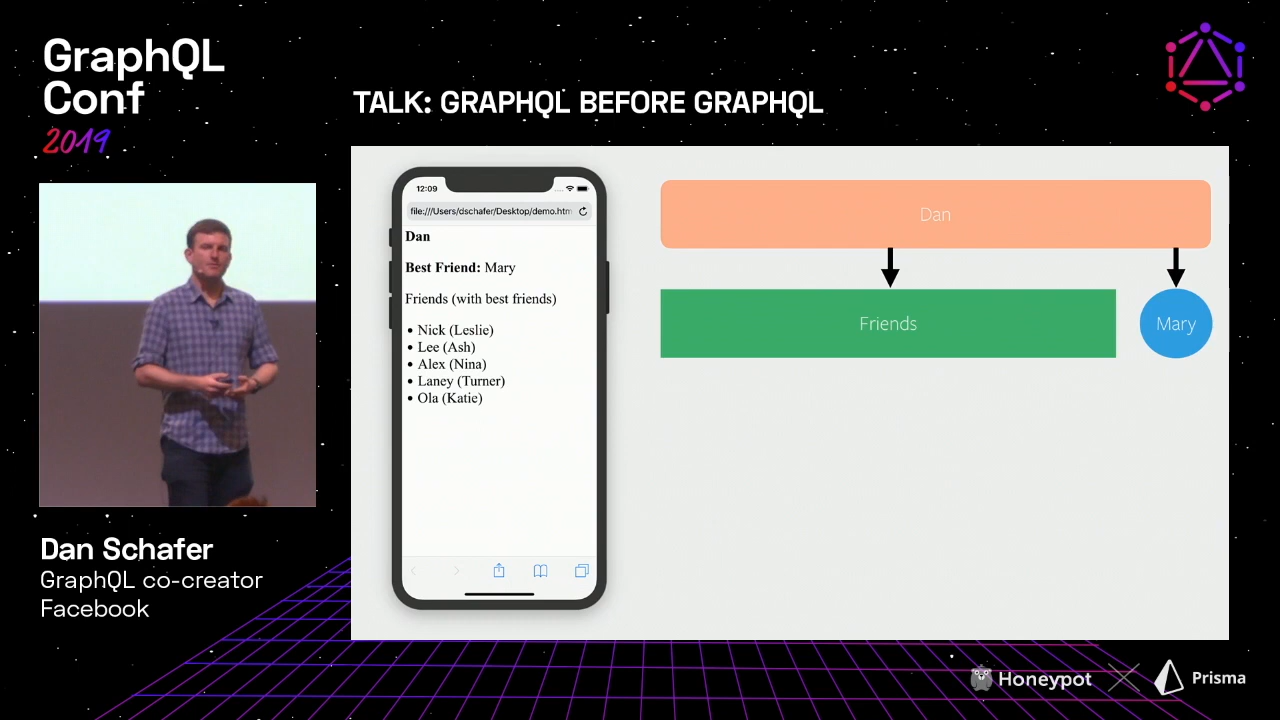 GraphQL
Conf
2019
TALK: GRAPHQL BEFORE GRAPHQL
12:09
file:///Users/dschafer/Desktop/demo.htm
Dan
Best Friend: Mary
Friends (with best friends)
• Nick (Leslie)
• Lee (Ash)
• Alex (Nina)
• Laney (Turner)
• Ola (Katie)
Dan
Friends
Mary
Dan Schafer
GraphQL co-creator
Facebook
Honeypot
Prisma